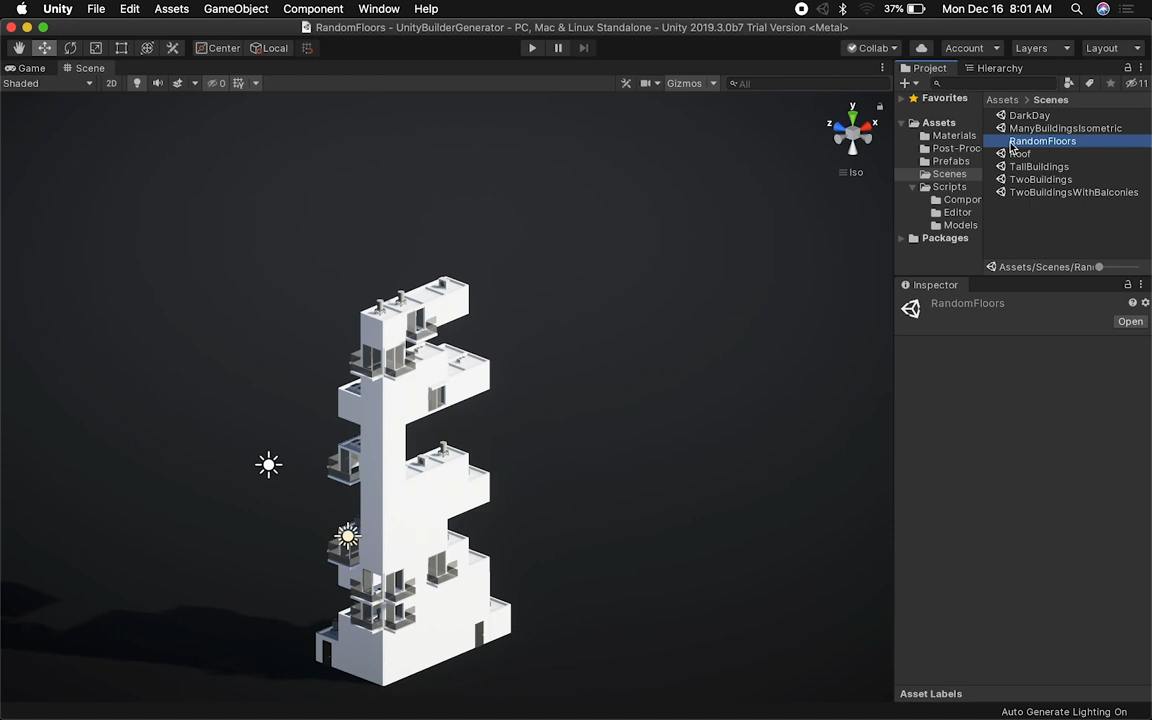 Unity File Edit Assets GameObject Component Window Help 37% Mon Dec 16 8:01 AM
RandomFloors - UnityBuilderGenerator - PC, Mac & Linux Standalone - Unity 2019.3.0b7 Trial Version <Metal>
Center Local Collab Account Layers Layout
Game Scene Project Hierarchy
Shaded 2D 0 Gizmos All 11
Favorites
Assets
Materials
Post-Proc
Prefabs
Scenes
Scripts
Compor
Editor
Models
Packages
Assets > Scenes
DarkDay
ManyBuildingsIsometric
RandomFloors
Roof
TallBuildings
TwoBuildings
TwoBuildingsWithBalconies
Assets/Scenes/Ran
y
z x
Iso
Inspector
RandomFloors
Open
Asset Labels
Auto Generate Lighting On